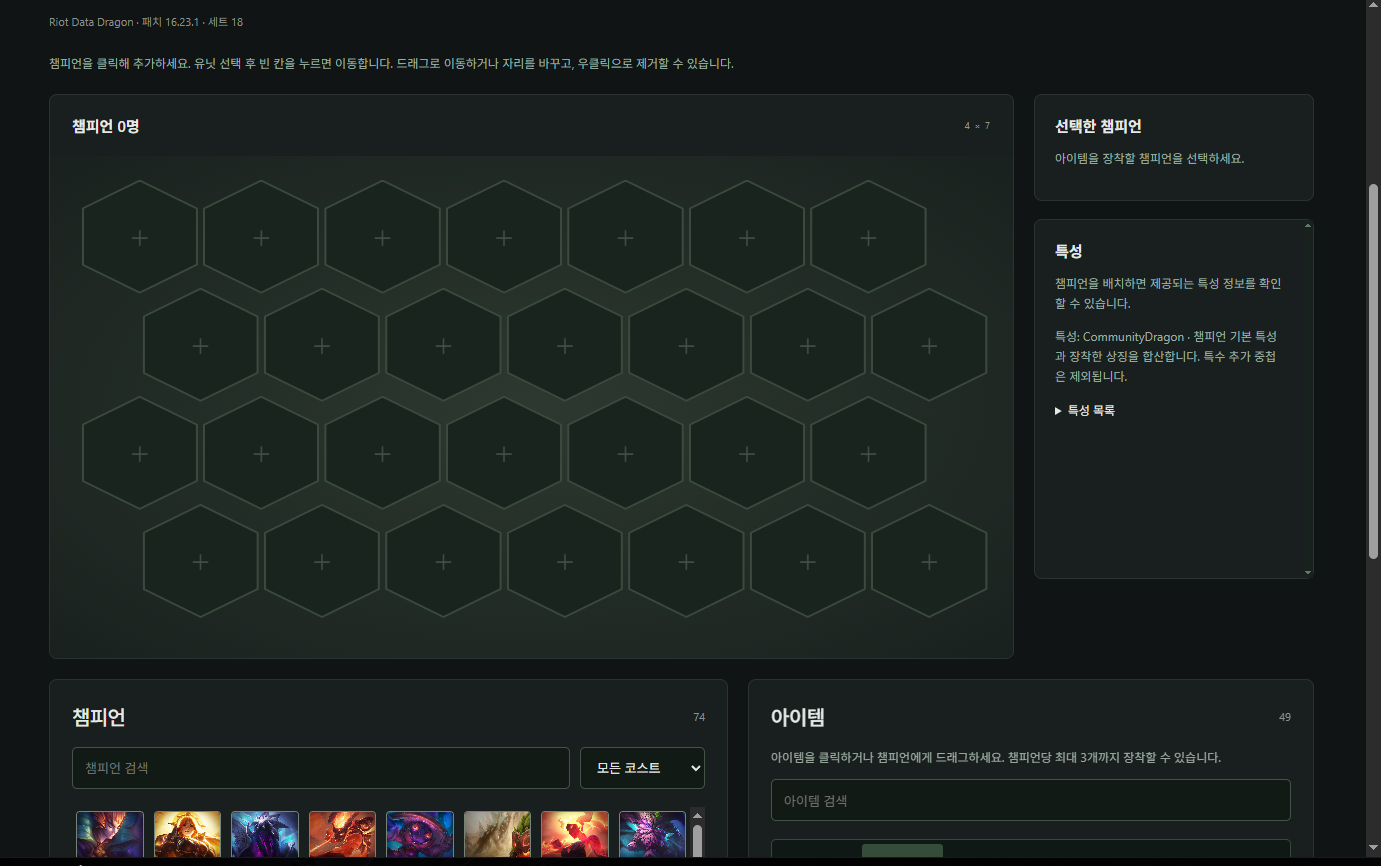 Riot Data Dragon · 패치 16.23.1 · 세트 18
챔피언을 클릭해 추가하세요. 유닛 선택 후 빈 칸을 누르면 이동합니다. 드래그로 이동하거나 자리를 바꾸고, 우클릭으로 제거할 수 있습니다.
챔피언 0명
4 × 7
선택한 챔피언
아이템을 장착할 챔피언을 선택하세요.
특성
챔피언을 배치하면 제공되는 특성 정보를 확인
할 수 있습니다.
특성: CommunityDragon · 챔피언 기본 특성
과 장착한 상징을 합산합니다. 특수 추가 중첩
은 제외됩니다.
▶ 특성 목록
챔피언
74
챔피언 검색
모든 코스트
아이템
49
아이템을 클릭하거나 챔피언에게 드래그하세요. 챔피언당 최대 3개까지 장착할 수 있습니다.
아이템 검색